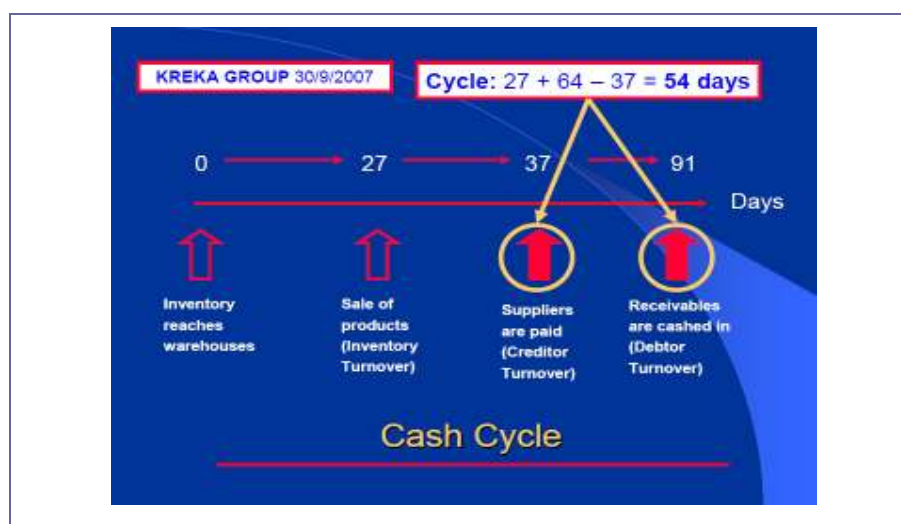 KREKA GROUP 30/9/2007
Cycle: 27 + 64 – 37 = 54 days
0
27
37
91
Days
Inventory
reaches
warehouses
Sale of
products
(Inventory
Turnover)
Suppliers
are paid
(Creditor
Turnover)
Receivables
are cashed in
(Debtor
Turnover)
Cash Cycle